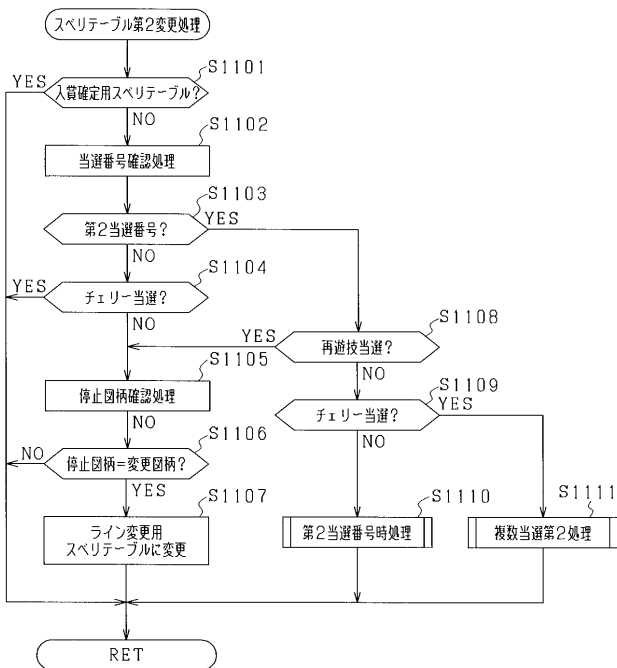 スベリテーブル第2変更処理
S1101
YES
入賞確定用スベリテーブル?
NO
S1102
当選番号確認処理
S1103
第2当選番号?
YES
NO
S1104
YES
チェリー当選?
NO
S1108
YES
再遊技当選?
NO
S1105
停止図柄確認処理
NO
S1109
チェリー当選?
YES
NO
S1106
NO
停止図柄=変更図柄?
YES
S1107
ライン変更用
スベリテーブルに変更
S1110
第2当選番号時処理
S1111
複数当選第2処理
RET